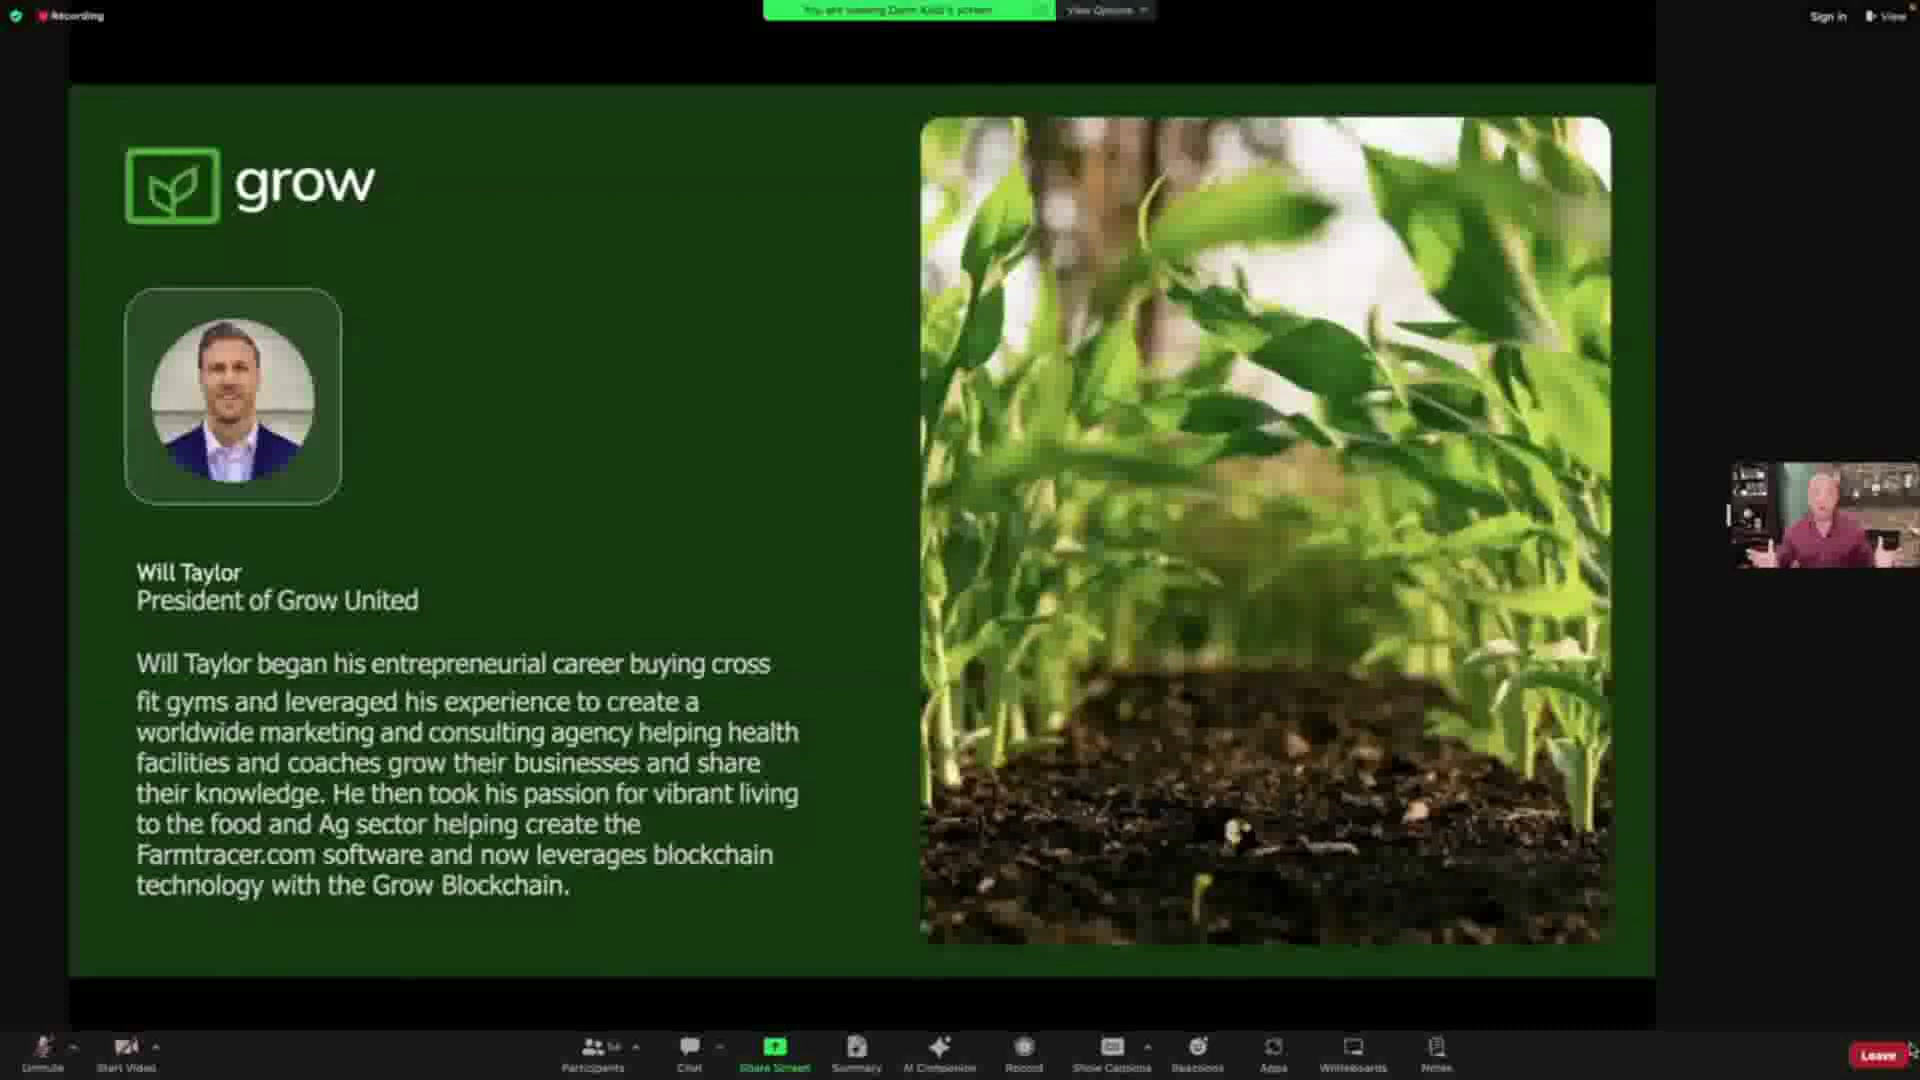 Recording
You are viewing
screen
View Options
Sign in
View
grow
Will Taylor
President of Grow United
Will Taylor began his entrepreneurial career buying cross
fit gyms and leveraged his experience to create a
worldwide marketing and consulting agency helping health
facilities and coaches grow their businesses and share
their knowledge. He then took his passion for vibrant living
to the food and Ag sector helping create the
Farmtracer.com software and now leverages blockchain
technology with the Grow Blockchain.
Unmute
Start Video
Participants
Chat
Share Screen
Summary
AI Companion
Record
Show Captions
Reactions
Apps
Whiteboards
Notes
Leave